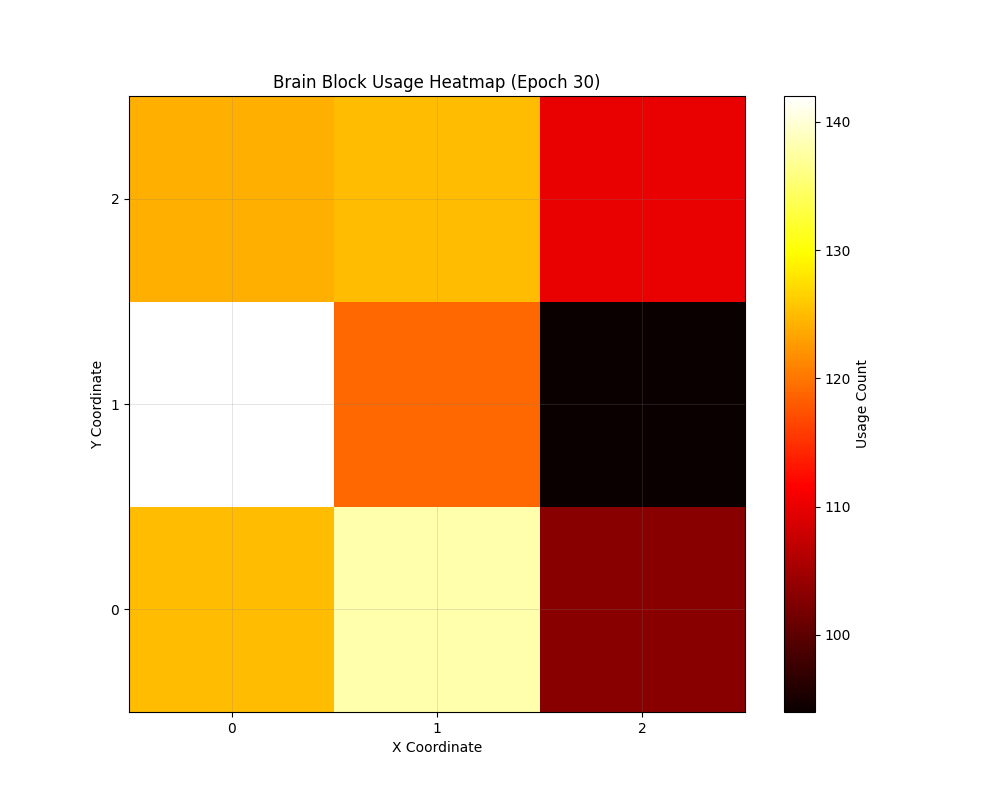 Brain Block Usage Heatmap (Epoch 30)
2
1
0
Y Coordinate
0 1 2
X Coordinate
140
130
120
110
100
Usage Count